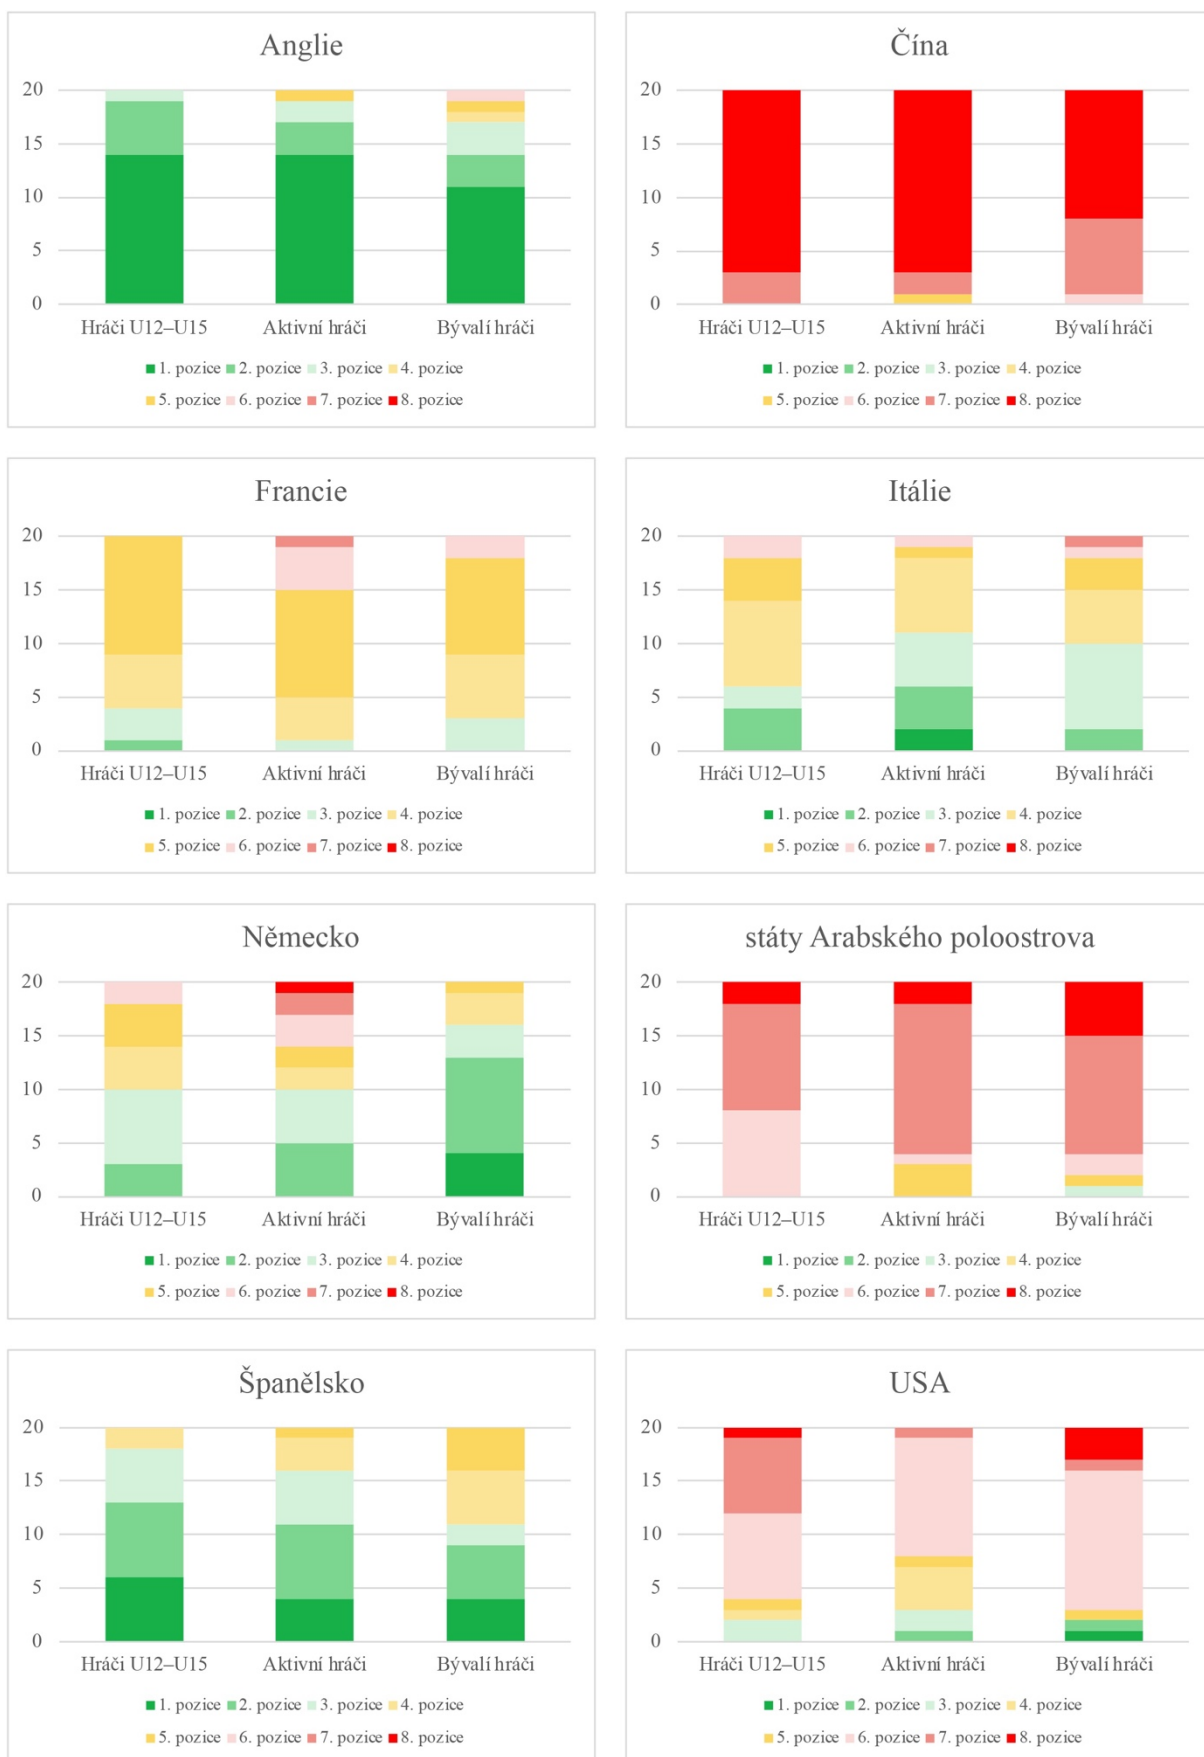 Anglie
20
15
10
5
0
Hráči U12–U15 Aktivní hráči Bývalí hráči
1. pozice 2. pozice 3. pozice 4. pozice
5. pozice 6. pozice 7. pozice 8. pozice
Čína
20
15
10
5
0
Hráči U12–U15 Aktivní hráči Bývalí hráči
1. pozice 2. pozice 3. pozice 4. pozice
5. pozice 6. pozice 7. pozice 8. pozice
Francie
20
15
10
5
0
Hráči U12–U15 Aktivní hráči Bývalí hráči
1. pozice 2. pozice 3. pozice 4. pozice
5. pozice 6. pozice 7. pozice 8. pozice
Itálie
20
15
10
5
0
Hráči U12–U15 Aktivní hráči Bývalí hráči
1. pozice 2. pozice 3. pozice 4. pozice
5. pozice 6. pozice 7. pozice 8. pozice
Německo
20
15
10
5
0
Hráči U12–U15 Aktivní hráči Bývalí hráči
1. pozice 2. pozice 3. pozice 4. pozice
5. pozice 6. pozice 7. pozice 8. pozice
státy Arabského poloostrova
20
15
10
5
0
Hráči U12–U15 Aktivní hráči Bývalí hráči
1. pozice 2. pozice 3. pozice 4. pozice
5. pozice 6. pozice 7. pozice 8. pozice
Španělsko
20
15
10
5
0
Hráči U12–U15 Aktivní hráči Bývalí hráči
1. pozice 2. pozice 3. pozice 4. pozice
5. pozice 6. pozice 7. pozice 8. pozice
USA
20
15
10
5
0
Hráči U12–U15 Aktivní hráči Bývalí hráči
1. pozice 2. pozice 3. pozice 4. pozice
5. pozice 6. pozice 7. pozice 8. pozice